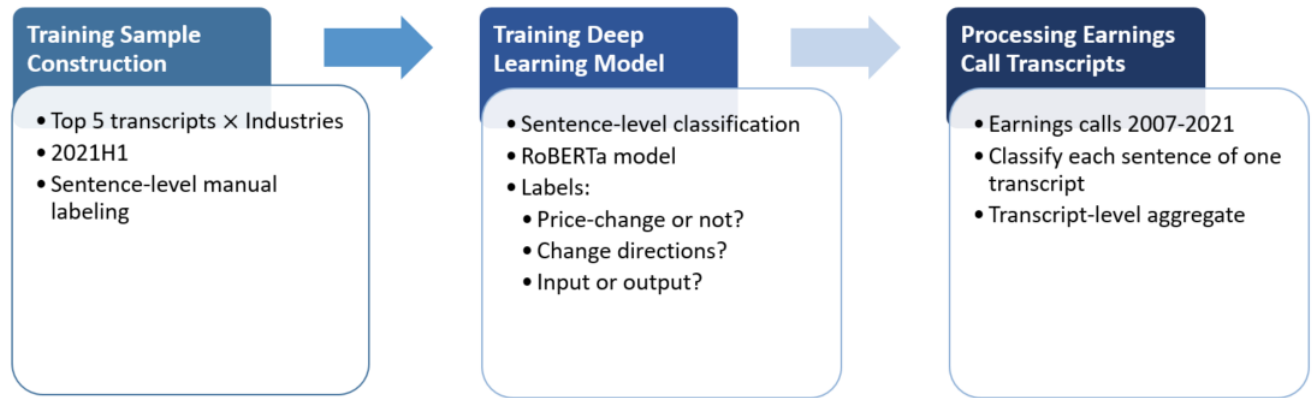 Training Sample
Construction
• Top 5 transcripts × Industries
• 2021H1
• Sentence-level manual
labeling
Training Deep
Learning Model
• Sentence-level classification
• RoBERTa model
• Labels:
• Price-change or not?
• Change directions?
• Input or output?
Processing Earnings
Call Transcripts
• Earnings calls 2007-2021
• Classify each sentence of one
transcript
• Transcript-level aggregate